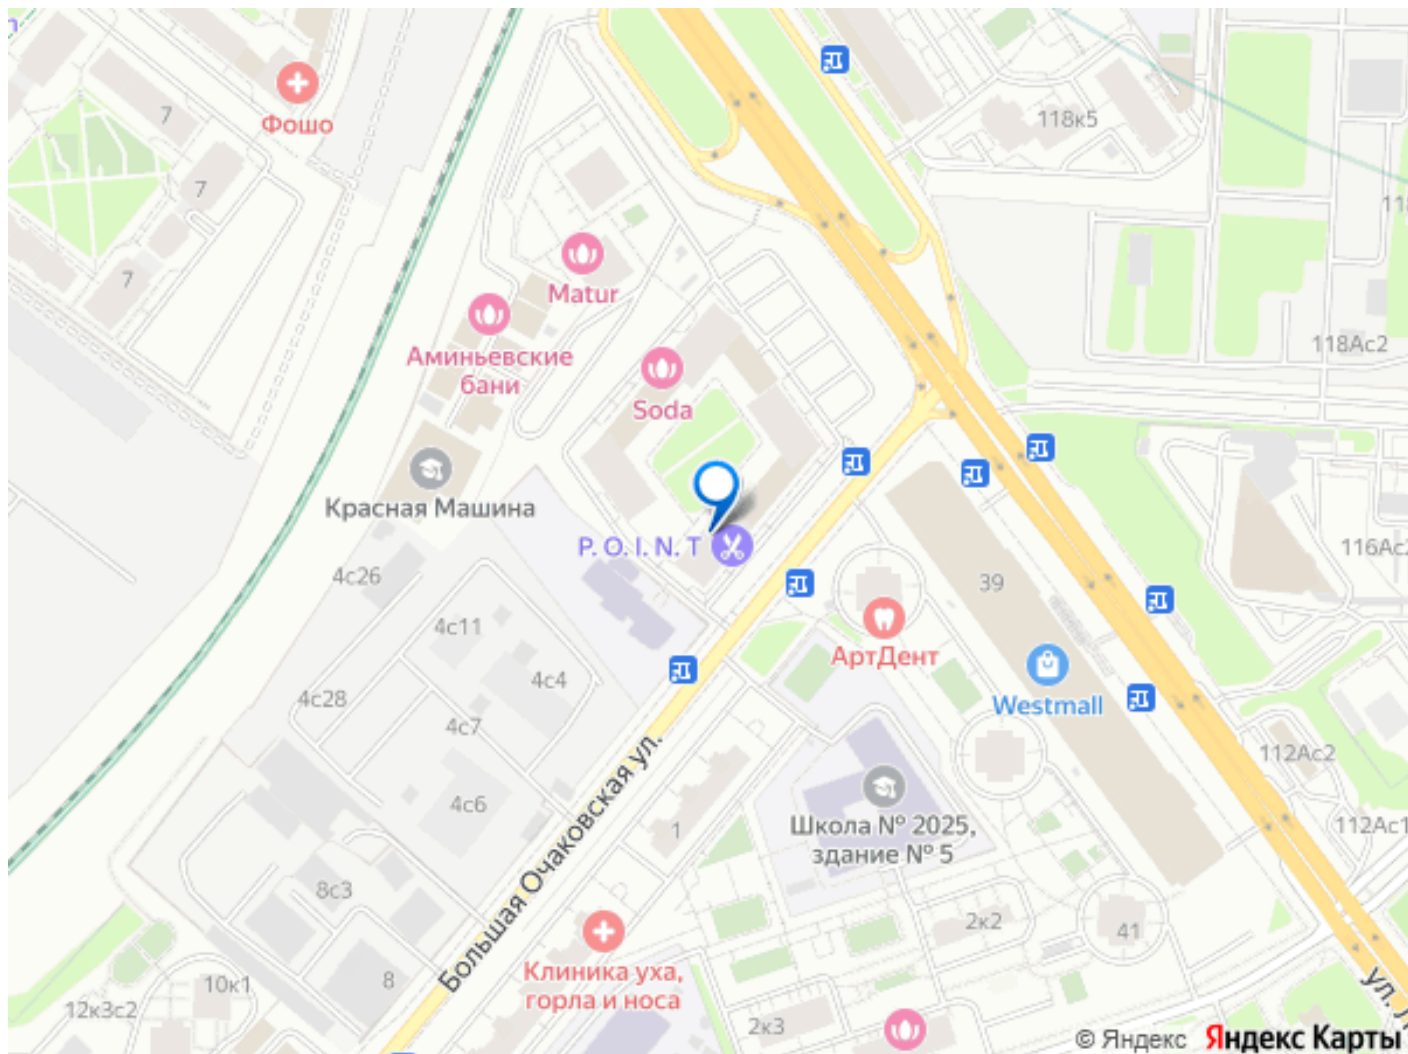 Фошо
7
7
7
118к5
118Ас2
Matur
Аминьевские
бани
Soda
Красная Машина
P. O. I. N. T
4с26
4с11
4с4
4с28
4с7
4с6
39
116Ас2
АртДент
Westmall
112Ас2
112Ас1
Школа № 2025,
здание № 5
1
Большая Очаковская ул.
8с3
8
10к1
12к3с2
Клиника уха,
горла и носа
2к2
41
2к3
ул. Л
© Яндекс Яндекс Карты